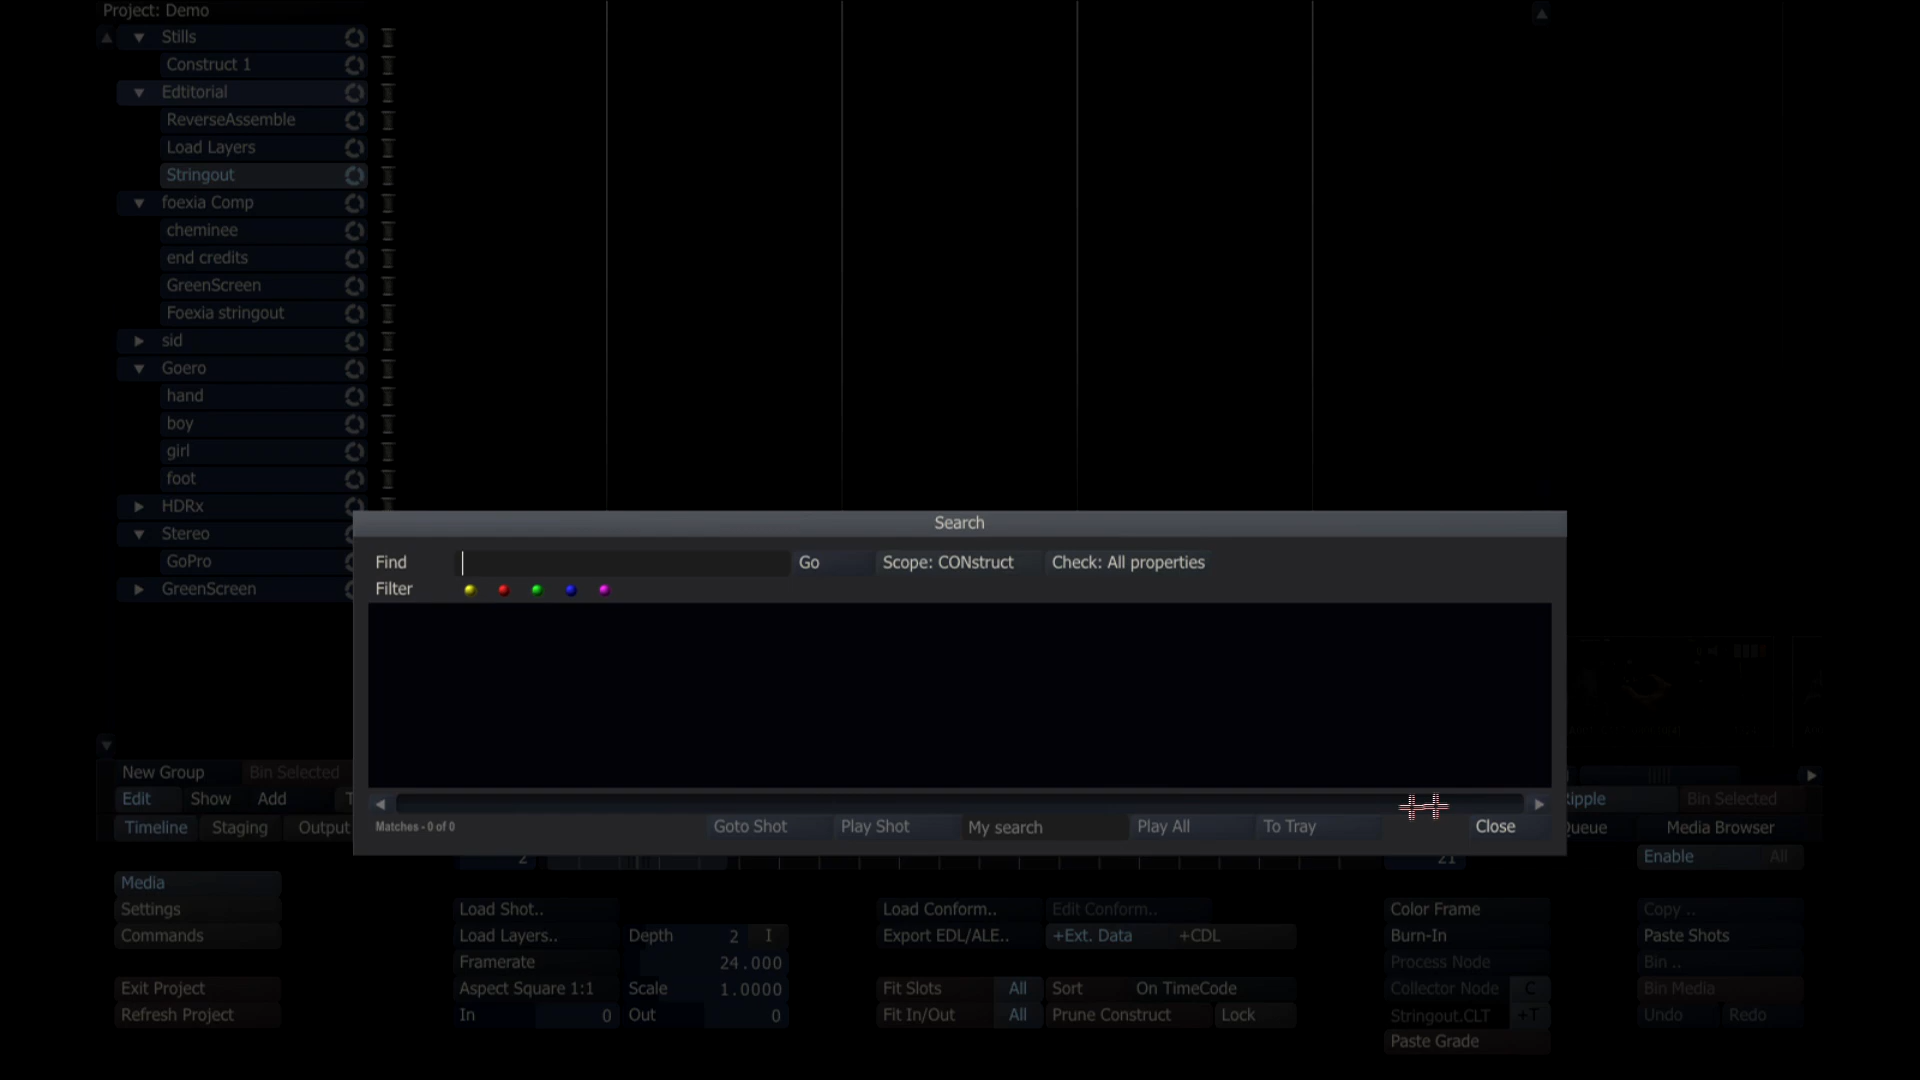 Project: Demo
Stills
Construct 1
Edtitorial
ReverseAssemble
Load Layers
Stringout
foexia Comp
cheminee
end credits
GreenScreen
Foexia stringout
sid
Goero
hand
boy
girl
foot
HDRx
Stereo
GoPro
GreenScreen
Search
Find Go Scope: CONstruct Check: All properties
Filter
Matches - 0 of 0 Goto Shot Play Shot My search Play All To Tray Close
New Group Bin Selected
Edit Show Add T
Timeline Staging Output
Ripple Bin Selected
Queue Media Browser
2 21 Enable All
Media
Settings Load Shot.. Load Conform.. Edit Conform.. Color Frame Copy ..
Commands Load Layers.. Depth 2 I Export EDL/ALE.. +Ext. Data +CDL Burn-In Paste Shots
Framerate 24.000 Process Node Bin ..
Exit Project Aspect Square 1:1 Scale 1.0000 Fit Slots All Sort On TimeCode Collector Node C Bin Media
Refresh Project In 0 Out 0 Fit In/Out All Prune Construct Lock Stringout.CLT +T Undo Redo
Paste Grade